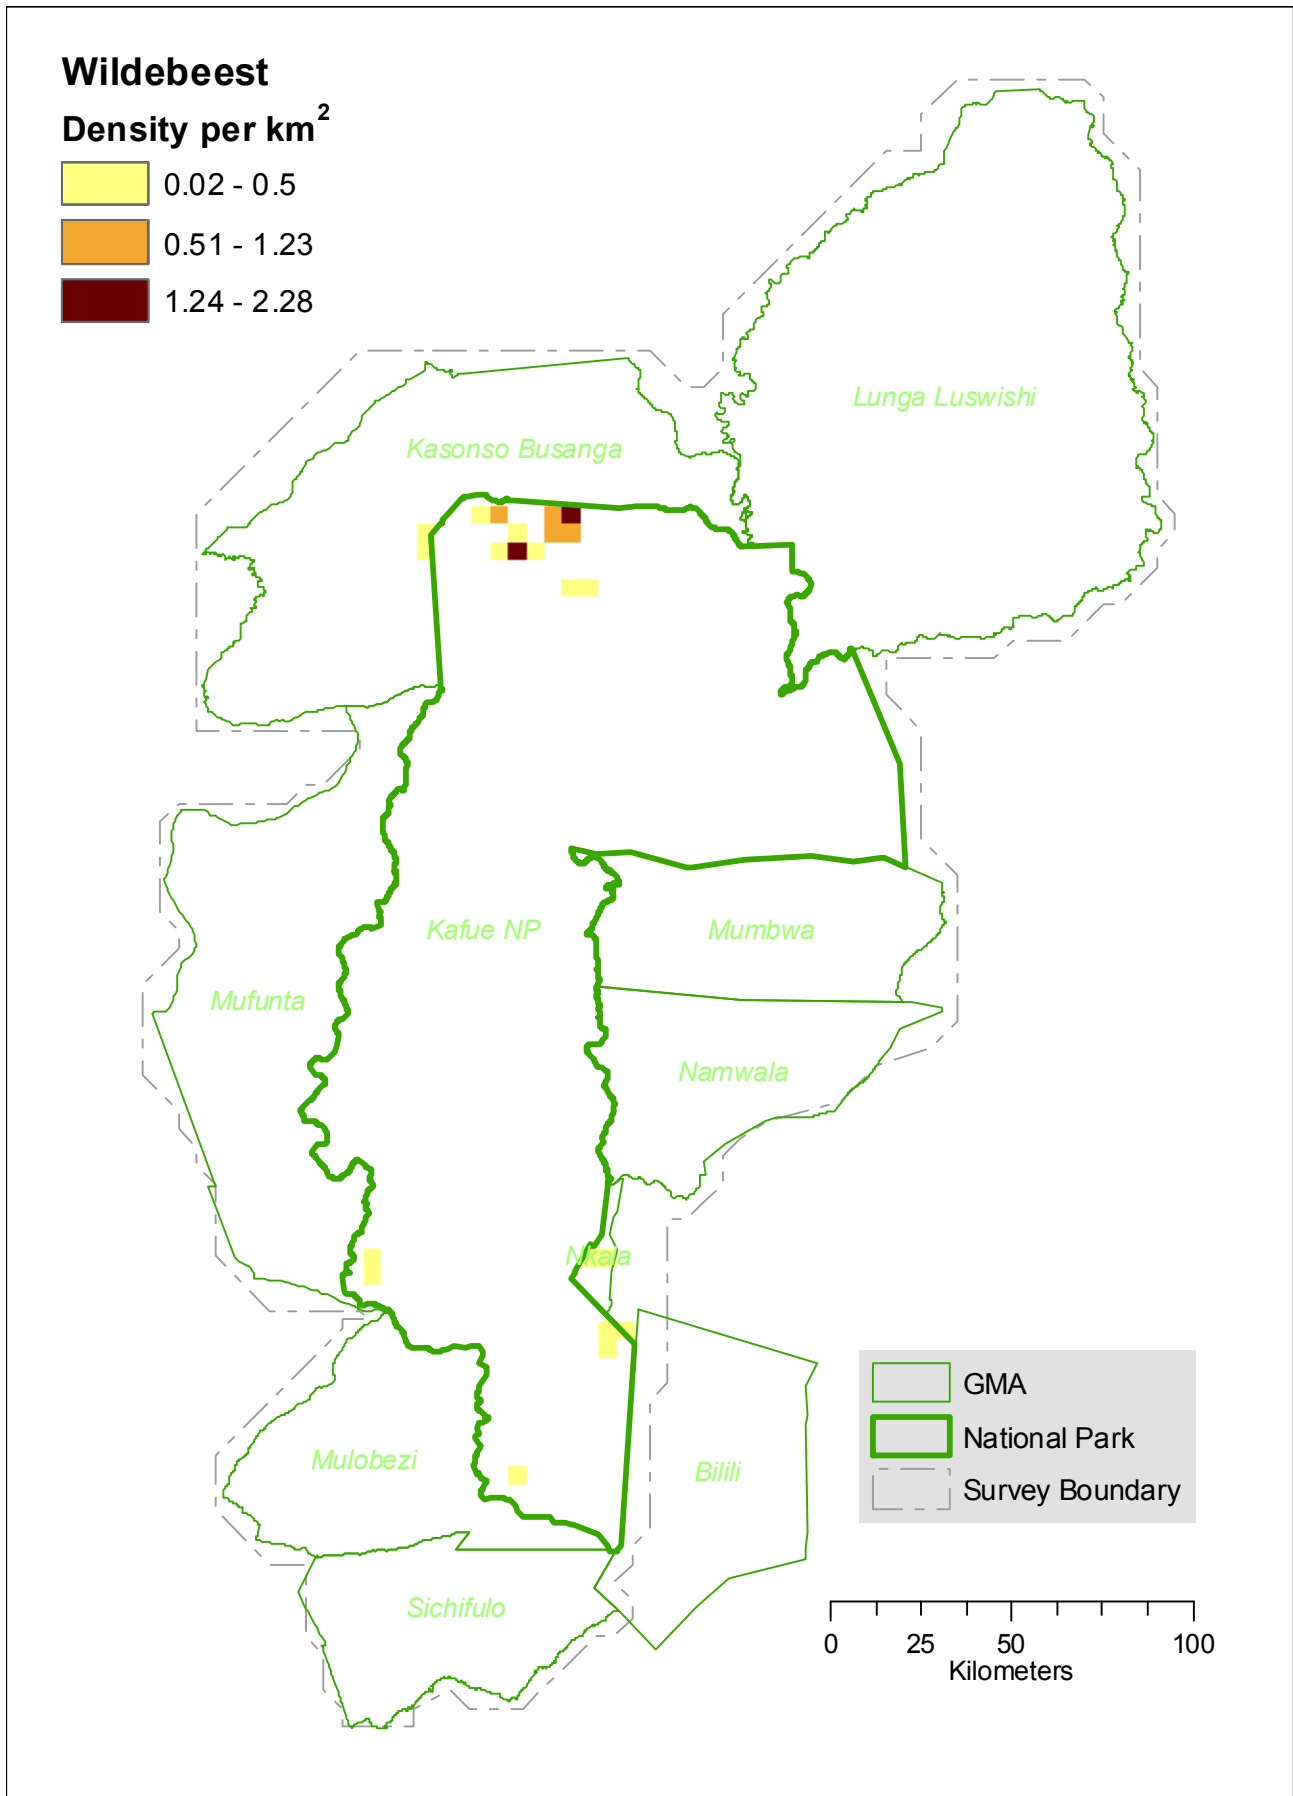 Wildebeest
Density per km²
0.02 - 0.5
0.51 - 1.23
1.24 - 2.28
Lunga Luswishi
Kasonso Busanga
Kafue NP
Mumbwa
Mufunta
Namwala
Nkala
Mulobezi
Bilili
Sichifulo
GMA
National Park
Survey Boundary
0 25 50 100
Kilometers